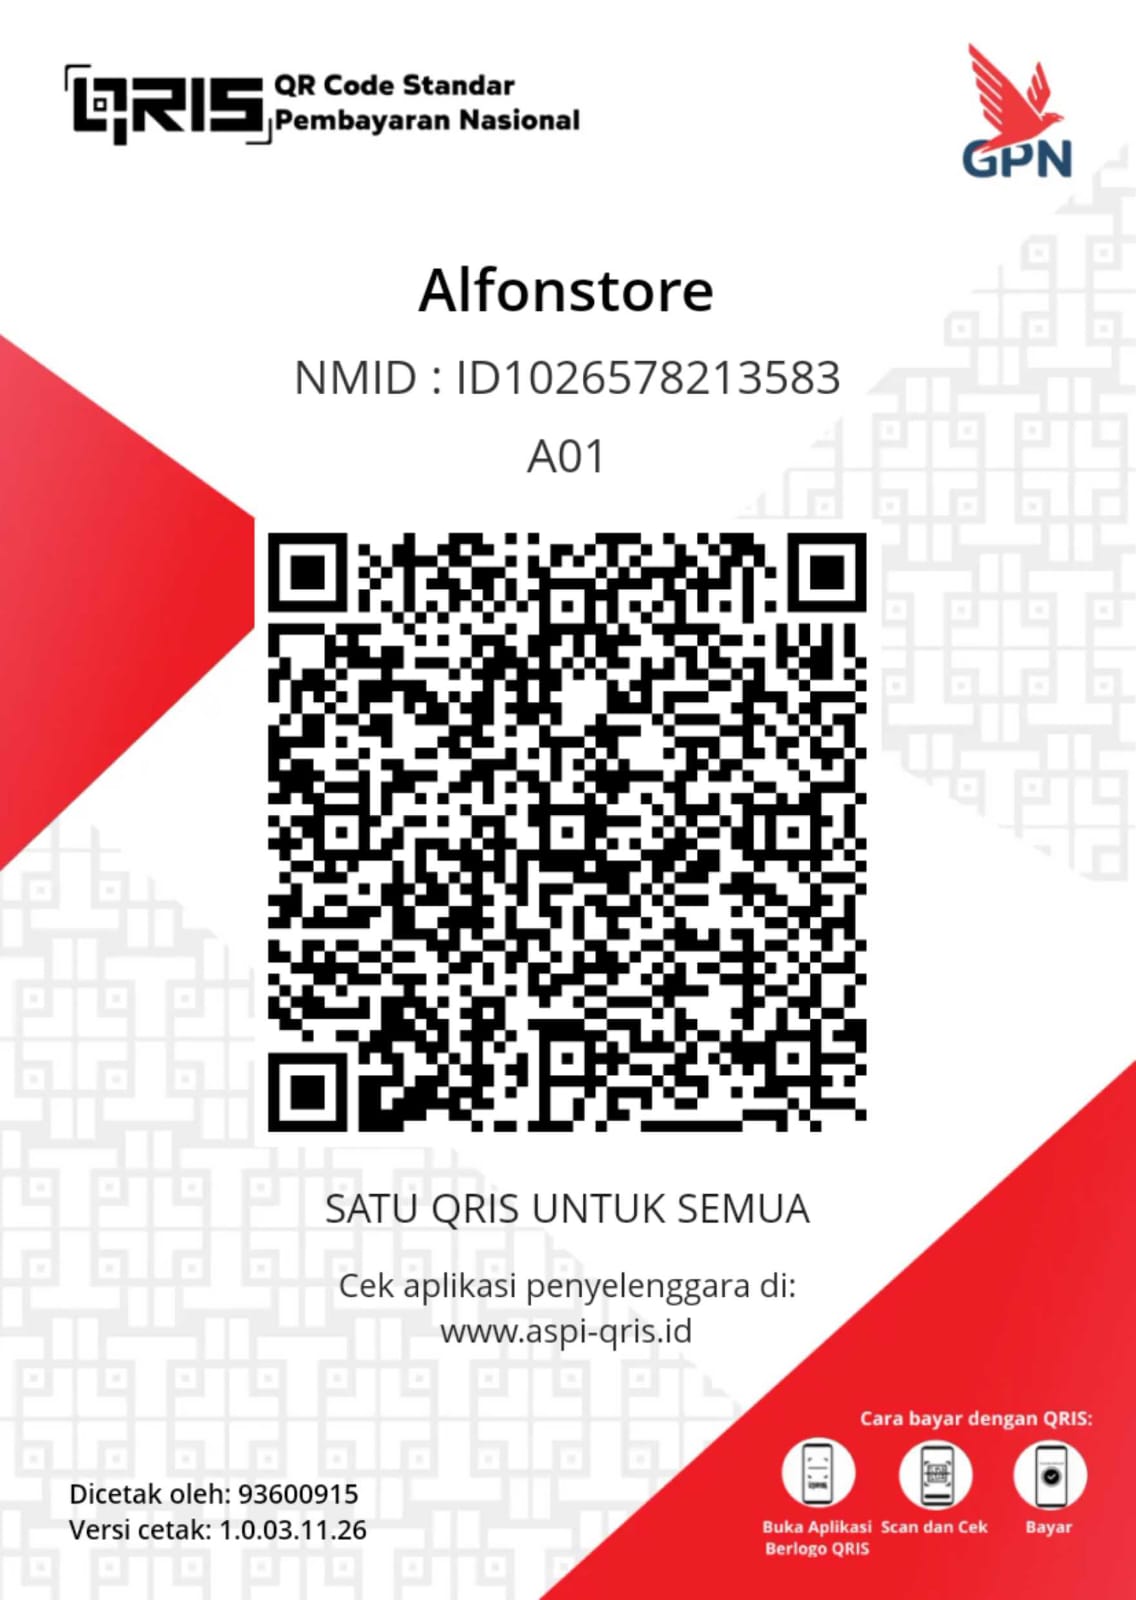 QRIS QR Code Standar
Pembayaran Nasional
GPN
Alfonstore
NMID : ID1026578213583
A01
SATU QRIS UNTUK SEMUA
Cek aplikasi penyelenggara di:
www.aspi-qris.id
Cara bayar dengan QRIS:
Buka Aplikasi
Berlogo QRIS
Scan dan Cek
Bayar
Dicetak oleh: 93600915
Versi cetak: 1.0.03.11.26